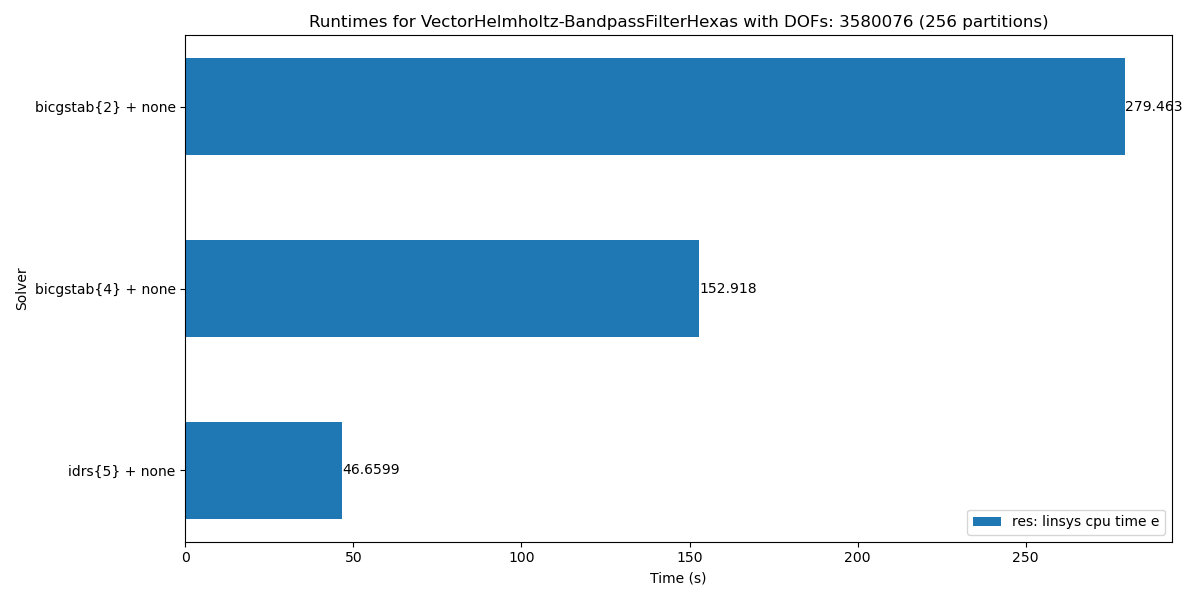 Runtimes for VectorHelmholtz-BandpassFilterHexas with DOFs: 3580076 (256 partitions)
bicgstab{2} + none
279.463
bicgstab{4} + none
152.918
idrs{5} + none
46.6599
Solver
res: linsys cpu time e
0 50 100 150 200 250
Time (s)